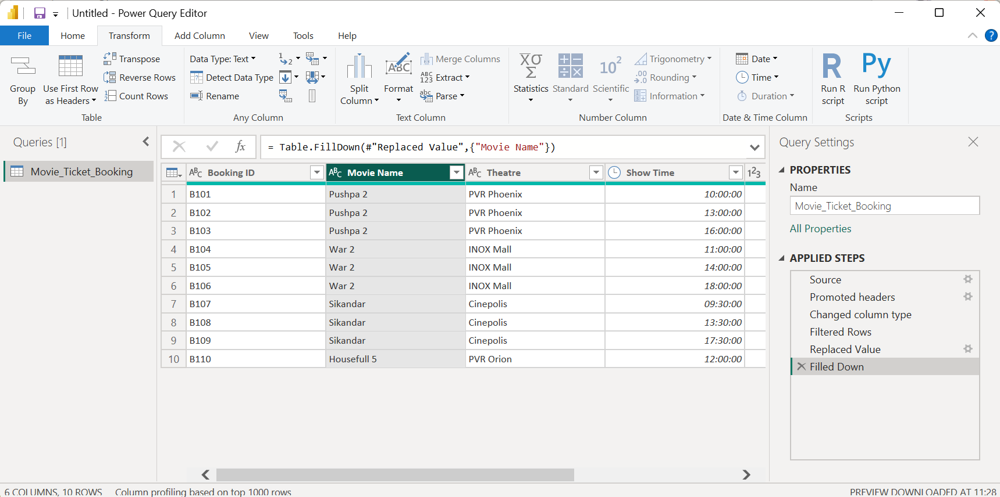 Untitled - Power Query Editor
File Home Transform Add Column View Tools Help
Group By
Use First Row as Headers
Transpose
Reverse Rows
Count Rows
Table
Data Type: Text
Detect Data Type
Rename
Any Column
Split Column
Format
Merge Columns
Extract
Parse
Text Column
Statistics
Standard
Scientific
Trigonometry
Rounding
Information
Number Column
Date
Time
Duration
Date & Time Column
Run R script
Run Python script
Scripts
Queries [1]
Movie_Ticket_Booking
= Table.FillDown(#"Replaced Value",{"Movie Name"})
Booking ID Movie Name Theatre Show Time
1 B101 Pushpa 2 PVR Phoenix 10:00:00
2 B102 Pushpa 2 PVR Phoenix 13:00:00
3 B103 Pushpa 2 PVR Phoenix 16:00:00
4 B104 War 2 INOX Mall 11:00:00
5 B105 War 2 INOX Mall 14:00:00
6 B106 War 2 INOX Mall 18:00:00
7 B107 Sikandar Cinepolis 09:30:00
8 B108 Sikandar Cinepolis 13:30:00
9 B109 Sikandar Cinepolis 17:30:00
10 B110 Housefull 5 PVR Orion 12:00:00
Query Settings
PROPERTIES
Name
Movie_Ticket_Booking
All Properties
APPLIED STEPS
Source
Promoted headers
Changed column type
Filtered Rows
Replaced Value
Filled Down
6 COLUMNS, 10 ROWS Column profiling based on top 1000 rows
PREVIEW DOWNLOADED AT 11:28